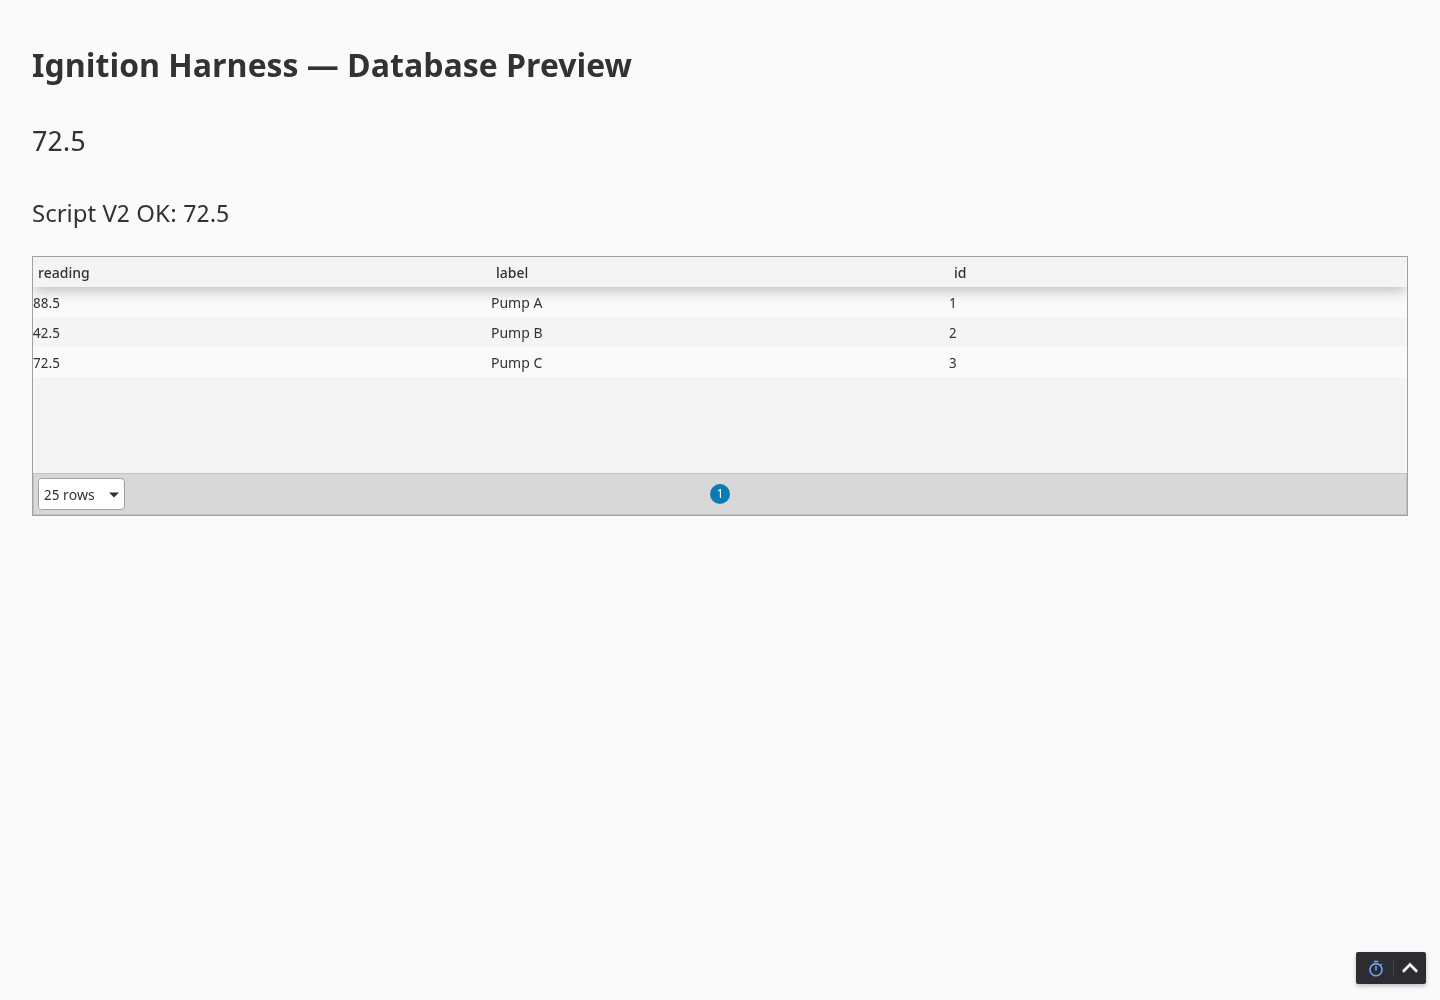 Ignition Harness — Database Preview
72.5
Script V2 OK: 72.5
reading label id
88.5 Pump A 1
42.5 Pump B 2
72.5 Pump C 3
25 rows 1